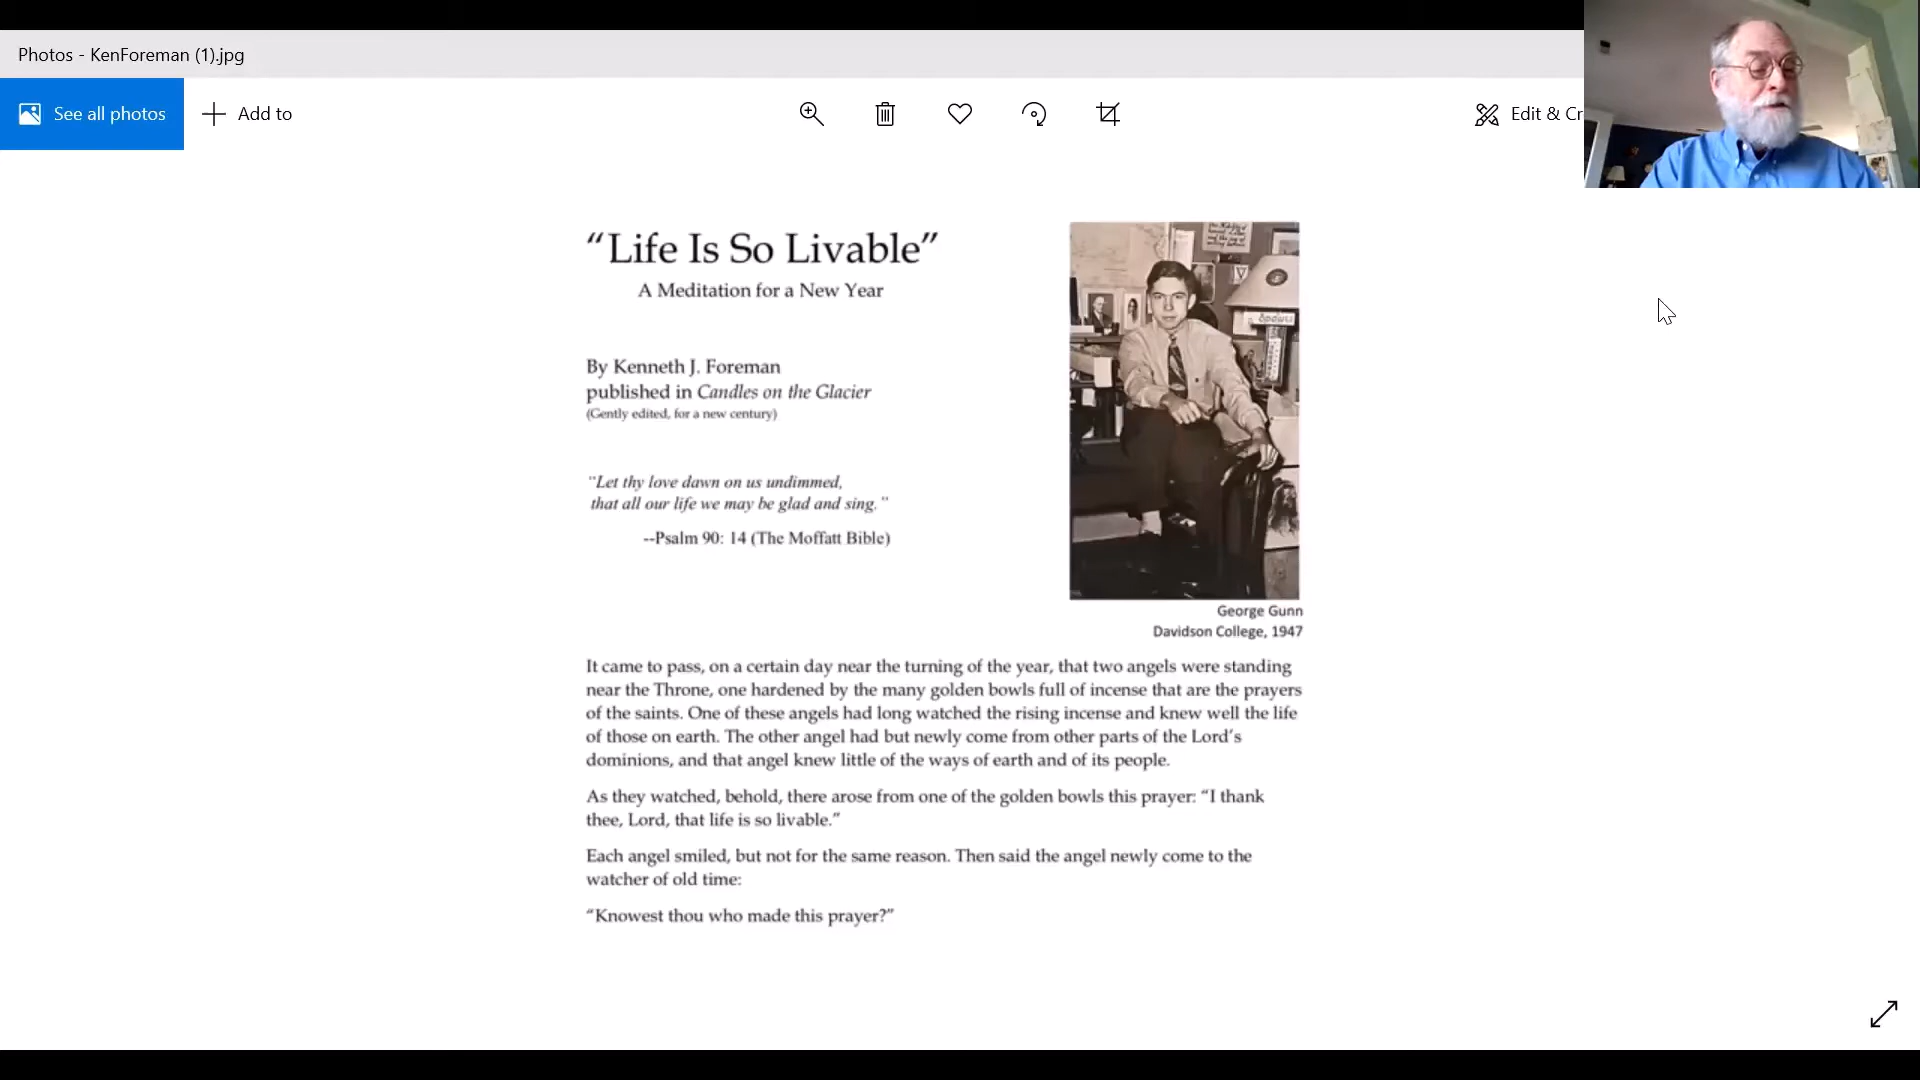 Photos - KenForeman (1).jpg
See all photos
Add to
Edit & Cr
“Life Is So Livable”
A Meditation for a New Year
By Kenneth J. Foreman
published in Candles on the Glacier
(Gently edited, for a new century)
“Let thy love dawn on us undimmed,
that all our life we may be glad and sing.”
--Psalm 90: 14 (The Moffatt Bible)
George Gunn
Davidson College, 1947
It came to pass, on a certain day near the turning of the year, that two angels were standing
near the Throne, one hardened by the many golden bowls full of incense that are the prayers
of the saints. One of these angels had long watched the rising incense and knew well the life
of those on earth. The other angel had but newly come from other parts of the Lord’s
dominions, and that angel knew little of the ways of earth and of its people.
As they watched, behold, there arose from one of the golden bowls this prayer: “I thank
thee, Lord, that life is so livable.”
Each angel smiled, but not for the same reason. Then said the angel newly come to the
watcher of old time:
“Knowest thou who made this prayer?”